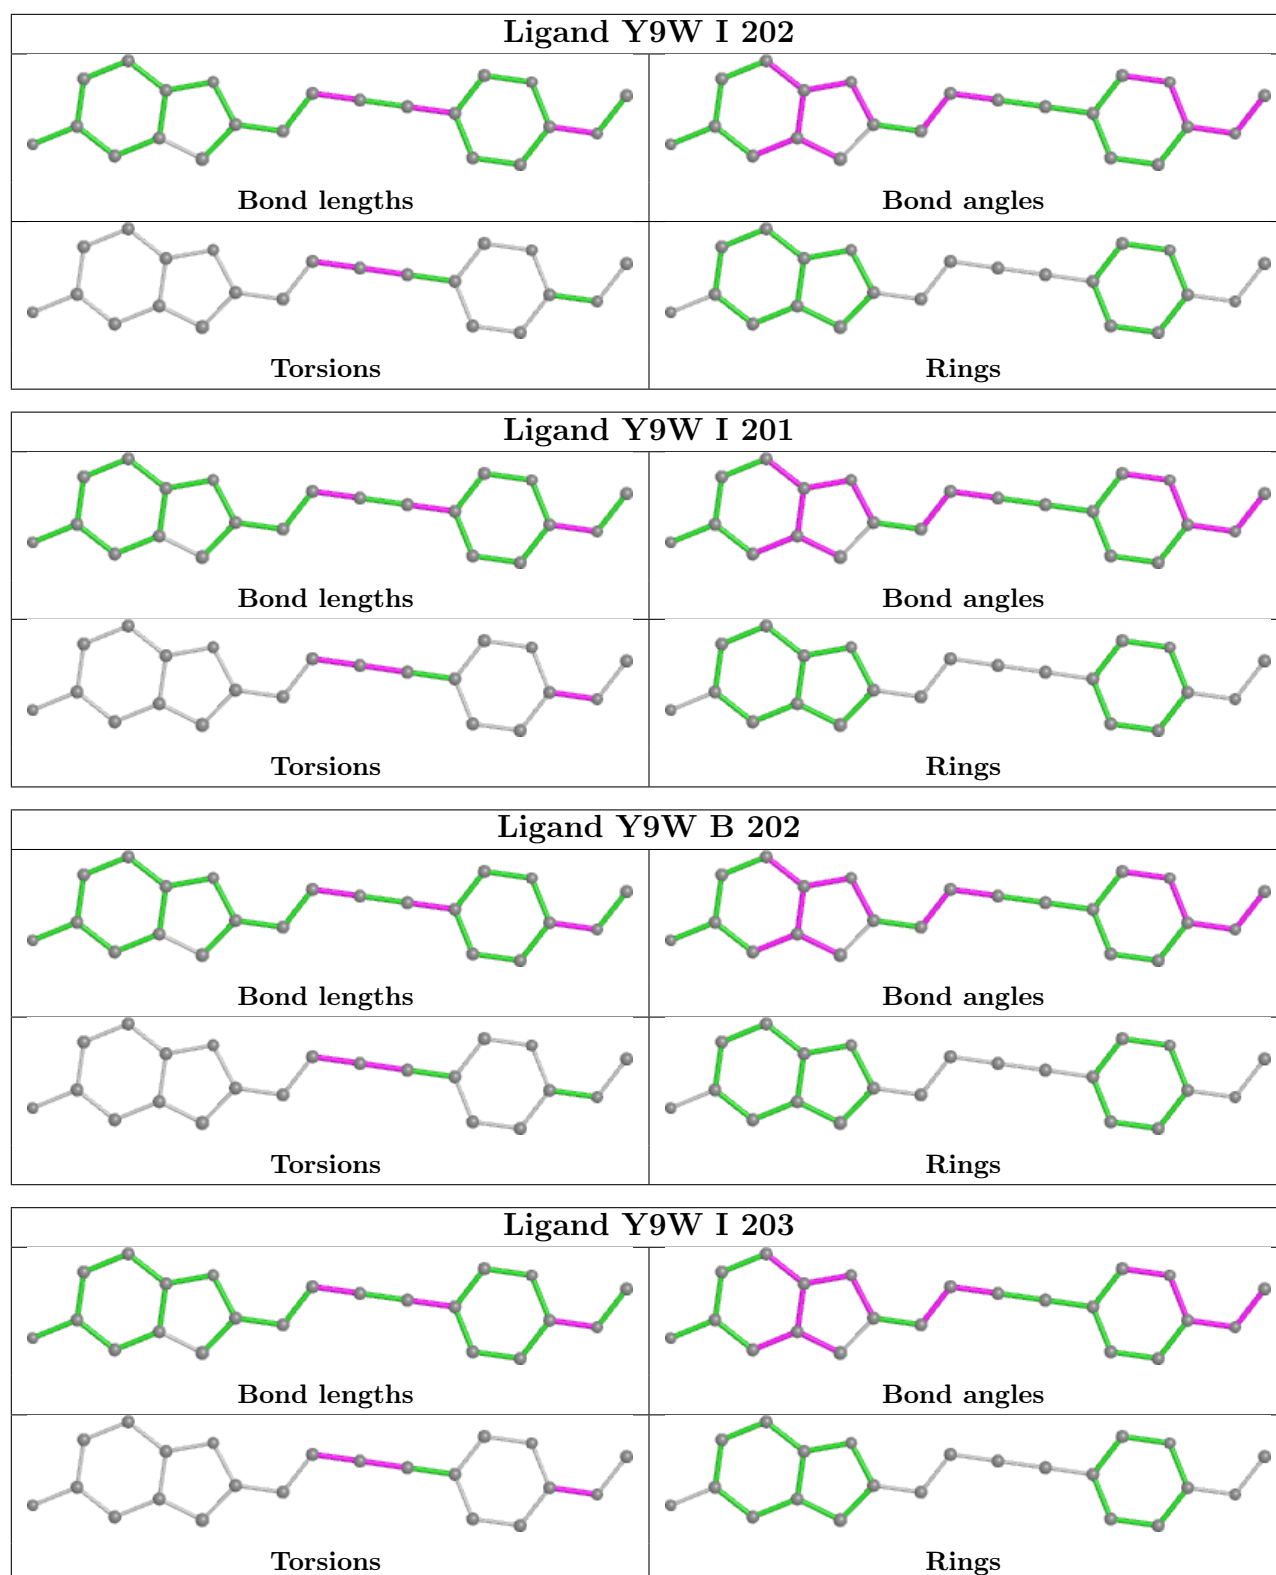 Ligand Y9W I 202
Bond lengths
Bond angles
Torsions
Rings
Ligand Y9W I 201
Bond lengths
Bond angles
Torsions
Rings
Ligand Y9W B 202
Bond lengths
Bond angles
Torsions
Rings
Ligand Y9W I 203
Bond lengths
Bond angles
Torsions
Rings